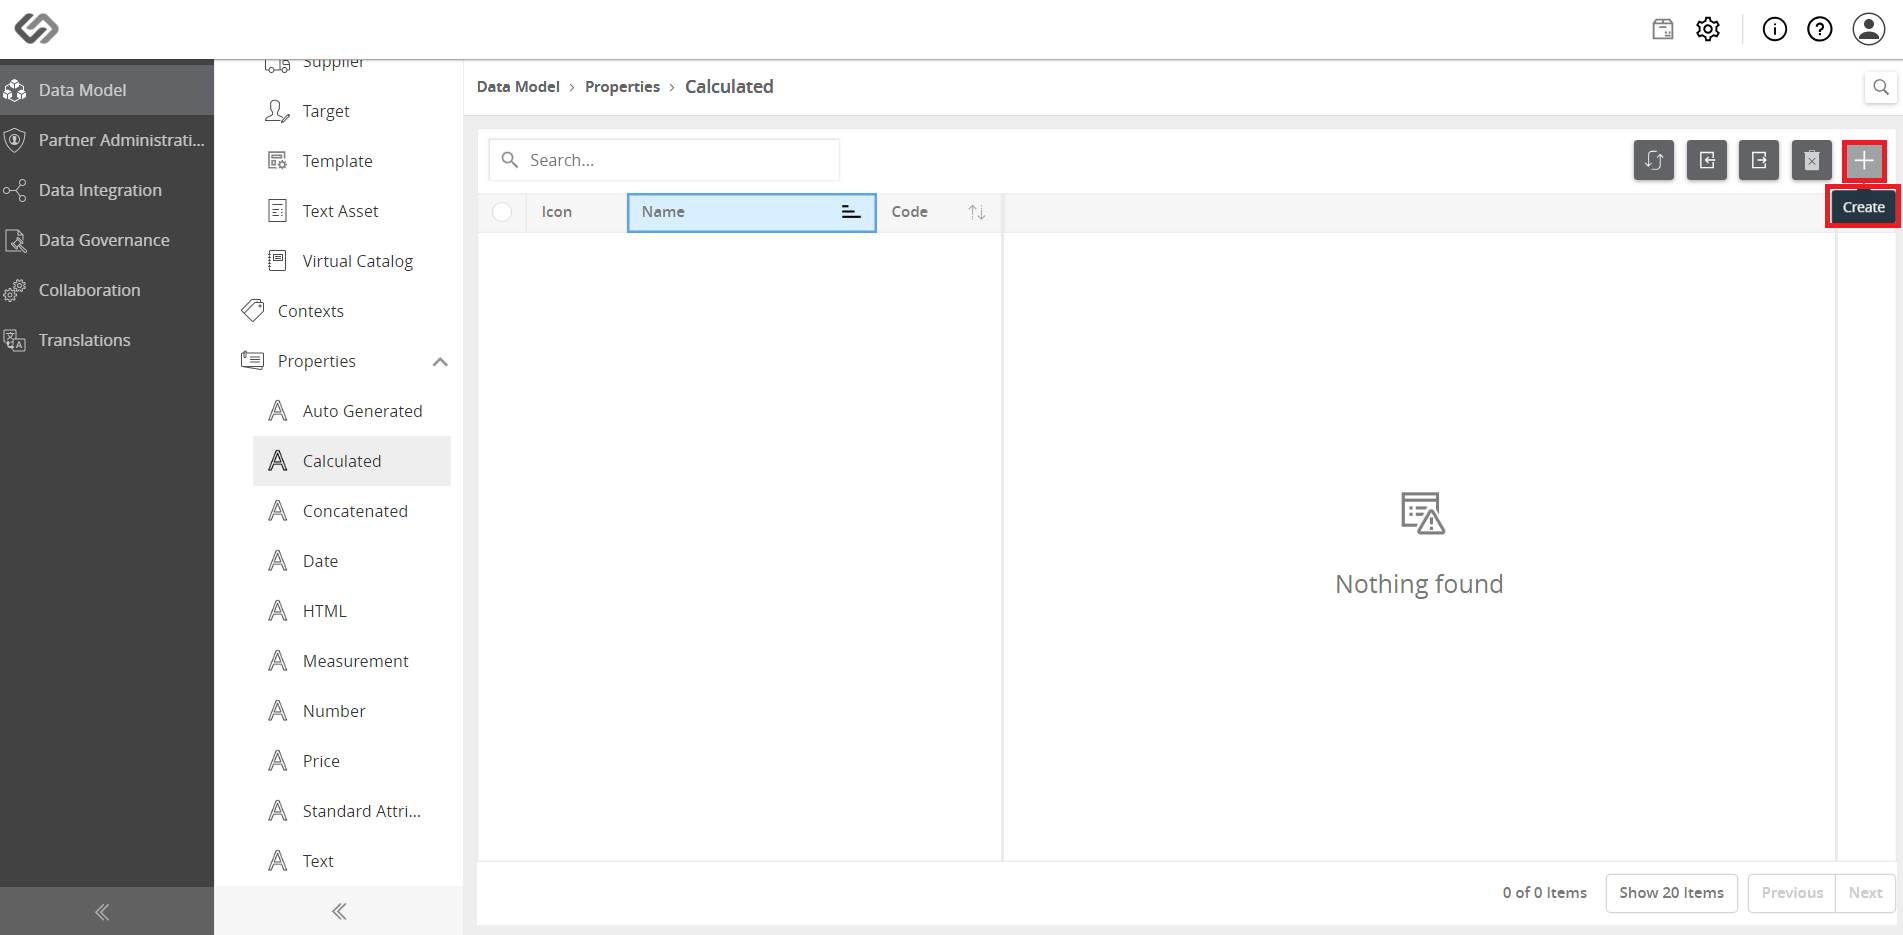 Data Model
Partner Administrati...
Data Integration
Data Governance
Collaboration
Translations
Supplier
Target
Template
Text Asset
Virtual Catalog
Contexts
Properties
Auto Generated
Calculated
Concatenated
Date
HTML
Measurement
Number
Price
Standard Attri...
Text
Data Model › Properties › Calculated
Search...
Create
Icon Name Code
Nothing found
0 of 0 Items Show 20 Items Previous Next